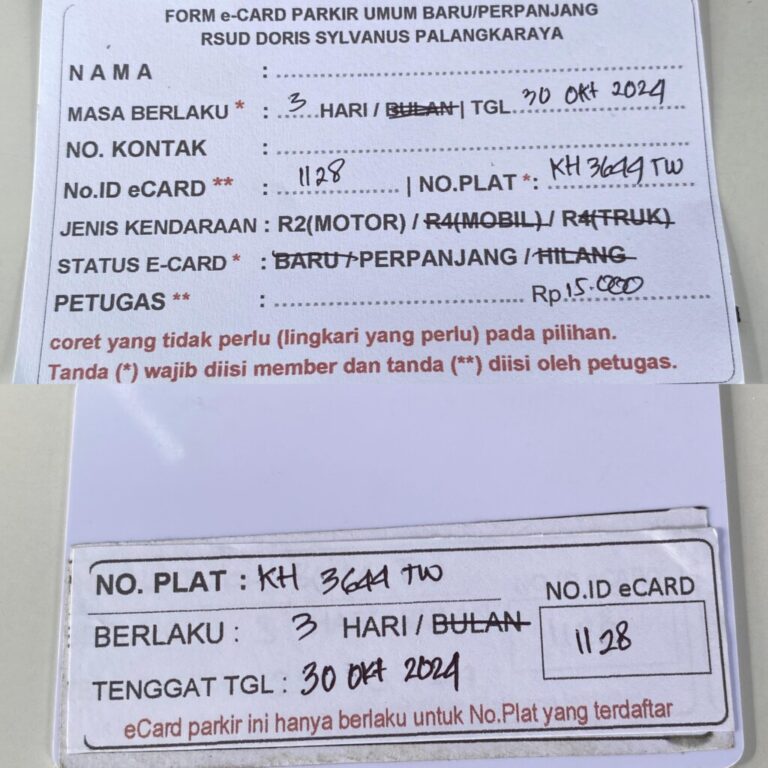 FORM e-CARD PARKIR UMUM BARU/PERPANJANG
RSUD DORIS SYLVANUS PALANGKARAYA
NAMA :
MASA BERLAKU * : 3 HARI / BULAN | TGL 30 Okt 2024
NO. KONTAK :
No.ID eCARD ** : 1128 | NO.PLAT *: KH 3644 TW
JENIS KENDARAAN : R2(MOTOR) / R4(MOBIL) / R4(TRUK)
STATUS E-CARD * : BARU / PERPANJANG / HILANG
PETUGAS ** : Rp 15.000
coret yang tidak perlu (lingkari yang perlu) pada pilihan.
Tanda (*) wajib diisi member dan tanda (**) diisi oleh petugas.
NO. PLAT : KH 3644 TW
BERLAKU : 3 HARI / BULAN
TENGGAT TGL : 30 Okt 2024
NO.ID eCARD
1128
eCard parkir ini hanya berlaku untuk No.Plat yang terdaftar